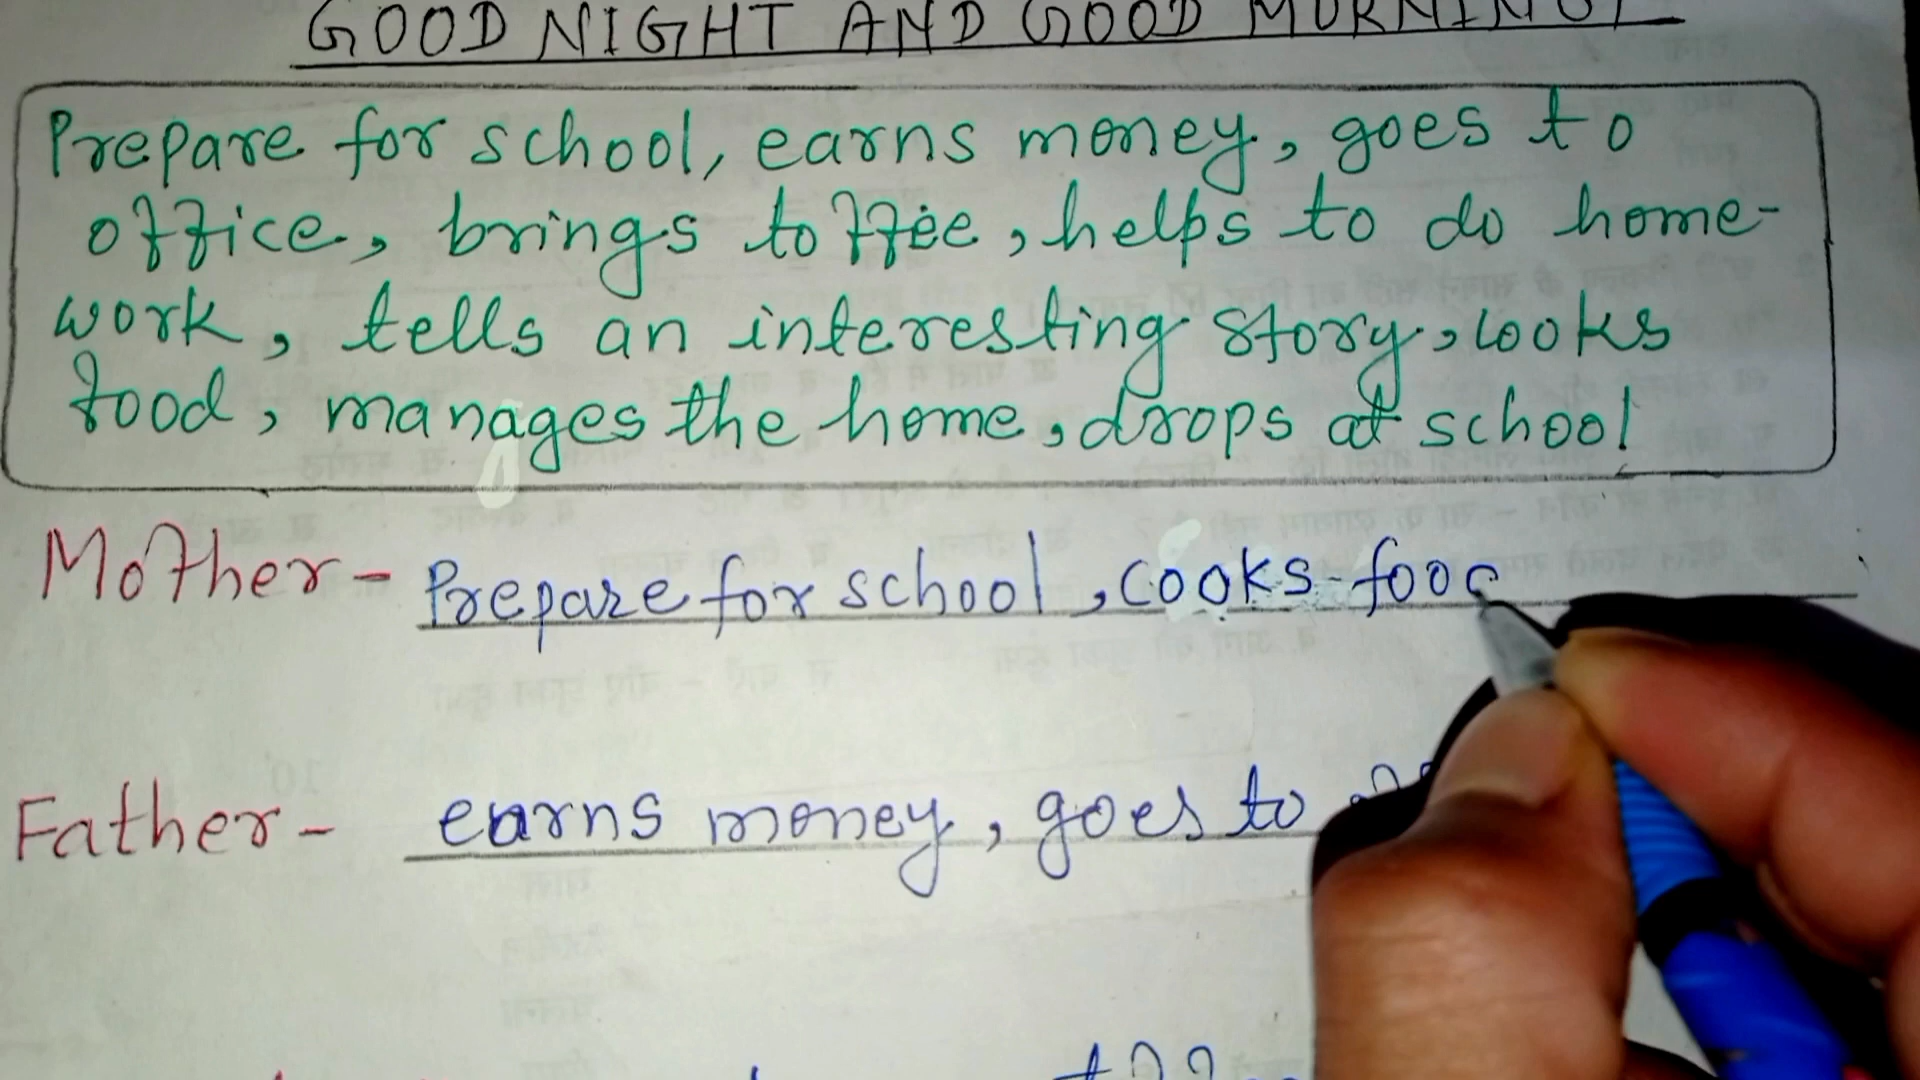 GOOD NIGHT AND GOOD MORNING!
Prepare for school, earns money, goes to
office, brings toffee, helps to do home-
work, tells an interesting story, cooks
food, manages the home, drops at school
Mother - Prepare for school, cooks food
Father - earns money, goes to